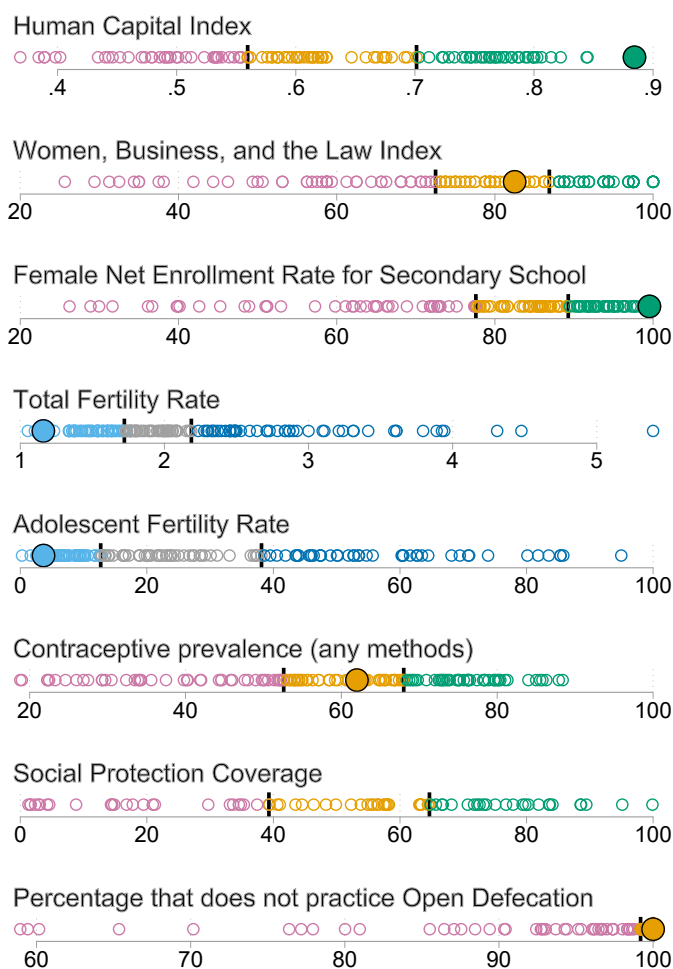 Human Capital Index
.4 .5 .6 .7 .8 .9
Women, Business, and the Law Index
20 40 60 80 100
Female Net Enrollment Rate for Secondary School
20 40 60 80 100
Total Fertility Rate
1 2 3 4 5
Adolescent Fertility Rate
0 20 40 60 80 100
Contraceptive prevalence (any methods)
20 40 60 80 100
Social Protection Coverage
0 20 40 60 80 100
Percentage that does not practice Open Defecation
60 70 80 90 100